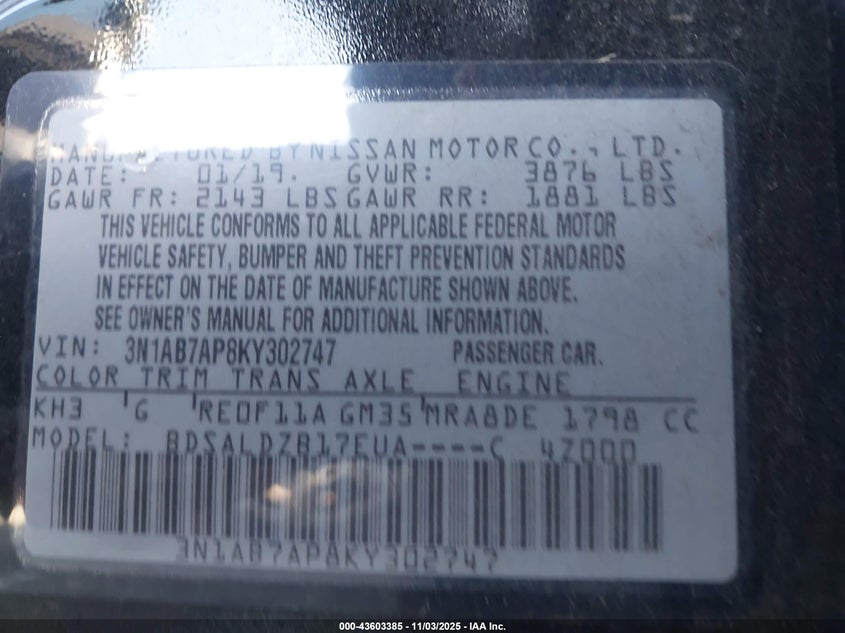 MANUFACTURED BY NISSAN MOTOR CO., LTD.
DATE: 01/19. GVWR: 3876 LBS
GAWR FR: 2143 LBS GAWR RR: 1881 LBS
THIS VEHICLE CONFORMS TO ALL APPLICABLE FEDERAL MOTOR
VEHICLE SAFETY, BUMPER AND THEFT PREVENTION STANDARDS
IN EFFECT ON THE DATE OF MANUFACTURE SHOWN ABOVE.
SEE OWNER'S MANUAL FOR ADDITIONAL INFORMATION.
VIN: 3N1AB7AP8KY302747 PASSENGER CAR.
COLOR TRIM TRANS AXLE ENGINE
KH3 G RE0F11A GM35 MRA8DE 1798 CC
MODEL: BDSALDZB17EUA----C 4Z000
3N1AB7AP8KY302747
000-43603385 - 11/03/2025 - IAA Inc.